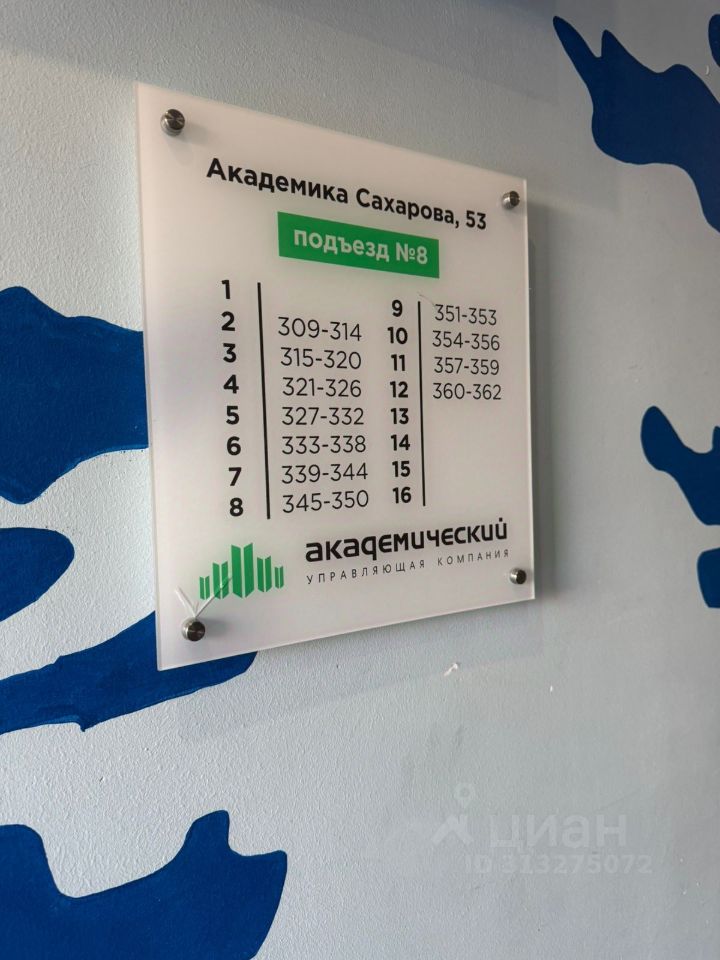 Академика Сахарова, 53
подъезд №8
1
2 309-314
3 315-320
4 321-326
5 327-332
6 333-338
7 339-344
8 345-350
9 351-353
10 354-356
11 357-359
12 360-362
13
14
15
16
академический
УПРАВЛЯЮЩАЯ КОМПАНИЯ
циан
ID 313275072